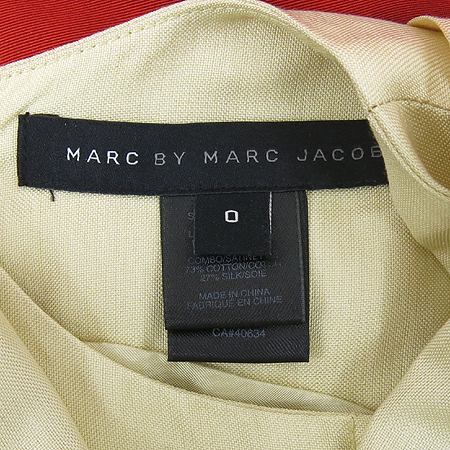 MARC BY MARC JACOB
0
COMBO/SATINET
73% COTTON/COTON
27% SILK/SOIE
MADE IN CHINA
FABRIQUE EN CHINE
CA#40634